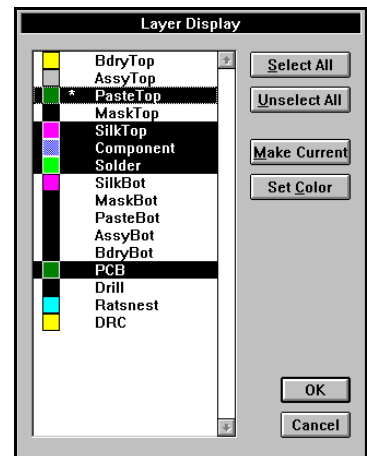 Layer Display
BdryTop
AssyTop
* PasteTop
MaskTop
SilkTop
Component
Solder
SilkBot
MaskBot
PasteBot
AssyBot
BdryBot
PCB
Drill
Ratsnest
DRC
Select All
Unselect All
Make Current
Set Color
OK
Cancel